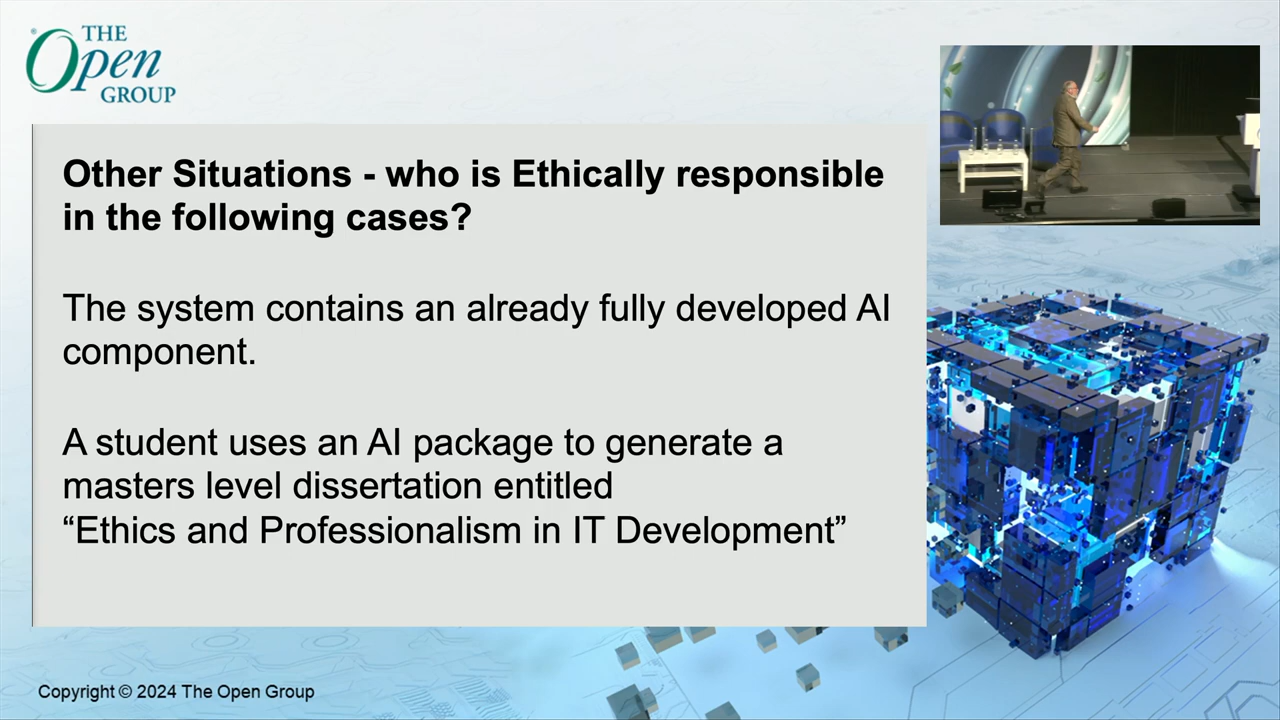 THE
Open
GROUP
Other Situations - who is Ethically responsible
in the following cases?
The system contains an already fully developed AI
component.
A student uses an AI package to generate a
masters level dissertation entitled
“Ethics and Professionalism in IT Development”
Copyright © 2024 The Open Group